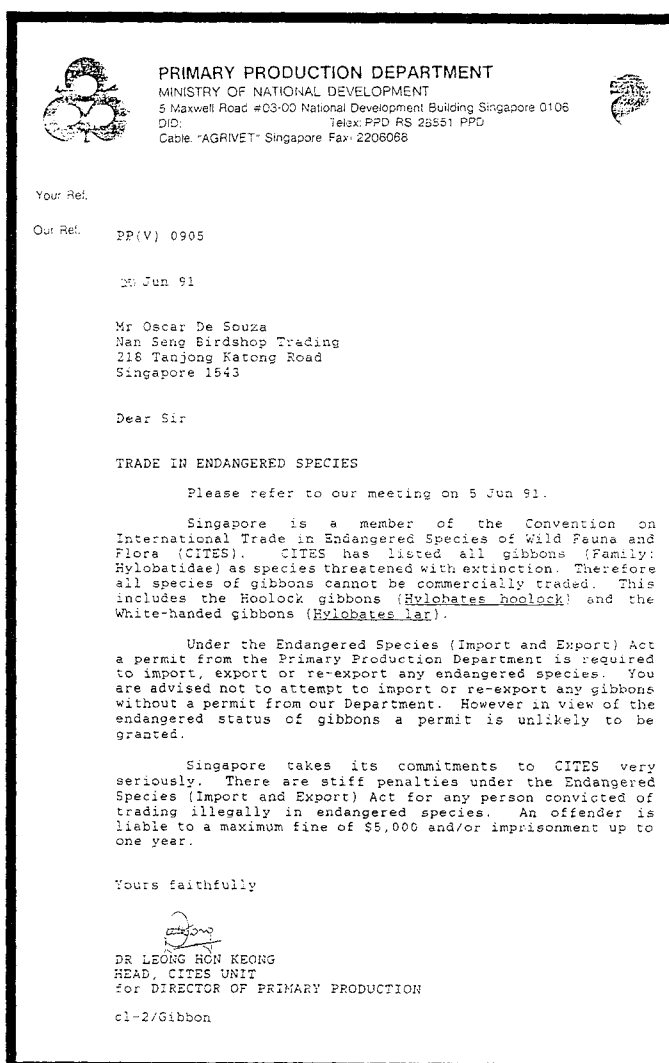 PRIMARY PRODUCTION DEPARTMENT
MINISTRY OF NATIONAL DEVELOPMENT
5 Maxwell Road #03-00 National Development Building Singapore 0106
DID: Telex: PPD RS 28851 PPD
Cable: "AGRIVET" Singapore Fax: 2206068
Your Ref.
Our Ref. PP(V) 0905
Jun 91
Mr Oscar De Souza
Nan Seng Birdshop Trading
218 Tanjong Katong Road
Singapore 1543
Dear Sir
TRADE IN ENDANGERED SPECIES
Please refer to our meeting on 5 Jun 91.
Singapore is a member of the Convention on
International Trade in Endangered Species of Wild Fauna and
Flora (CITES). CITES has listed all gibbons (Family:
Hylobatidae) as species threatened with extinction. Therefore
all species of gibbons cannot be commercially traded. This
includes the Hoolock gibbons (Hylobates hoolock) and the
White-handed gibbons (Hylobates lar).
Under the Endangered Species (Import and Export) Act
a permit from the Primary Production Department is required
to import, export or re-export any endangered species. You
are advised not to attempt to import or re-export any gibbons
without a permit from our Department. However in view of the
endangered status of gibbons a permit is unlikely to be
granted.
Singapore takes its commitments to CITES very
seriously. There are stiff penalties under the Endangered
Species (Import and Export) Act for any person convicted of
trading illegally in endangered species. An offender is
liable to a maximum fine of $5,000 and/or imprisonment up to
one year.
Yours faithfully
DR LEONG HON KEONG
HEAD, CITES UNIT
for DIRECTOR OF PRIMARY PRODUCTION
cl-2/Gibbon